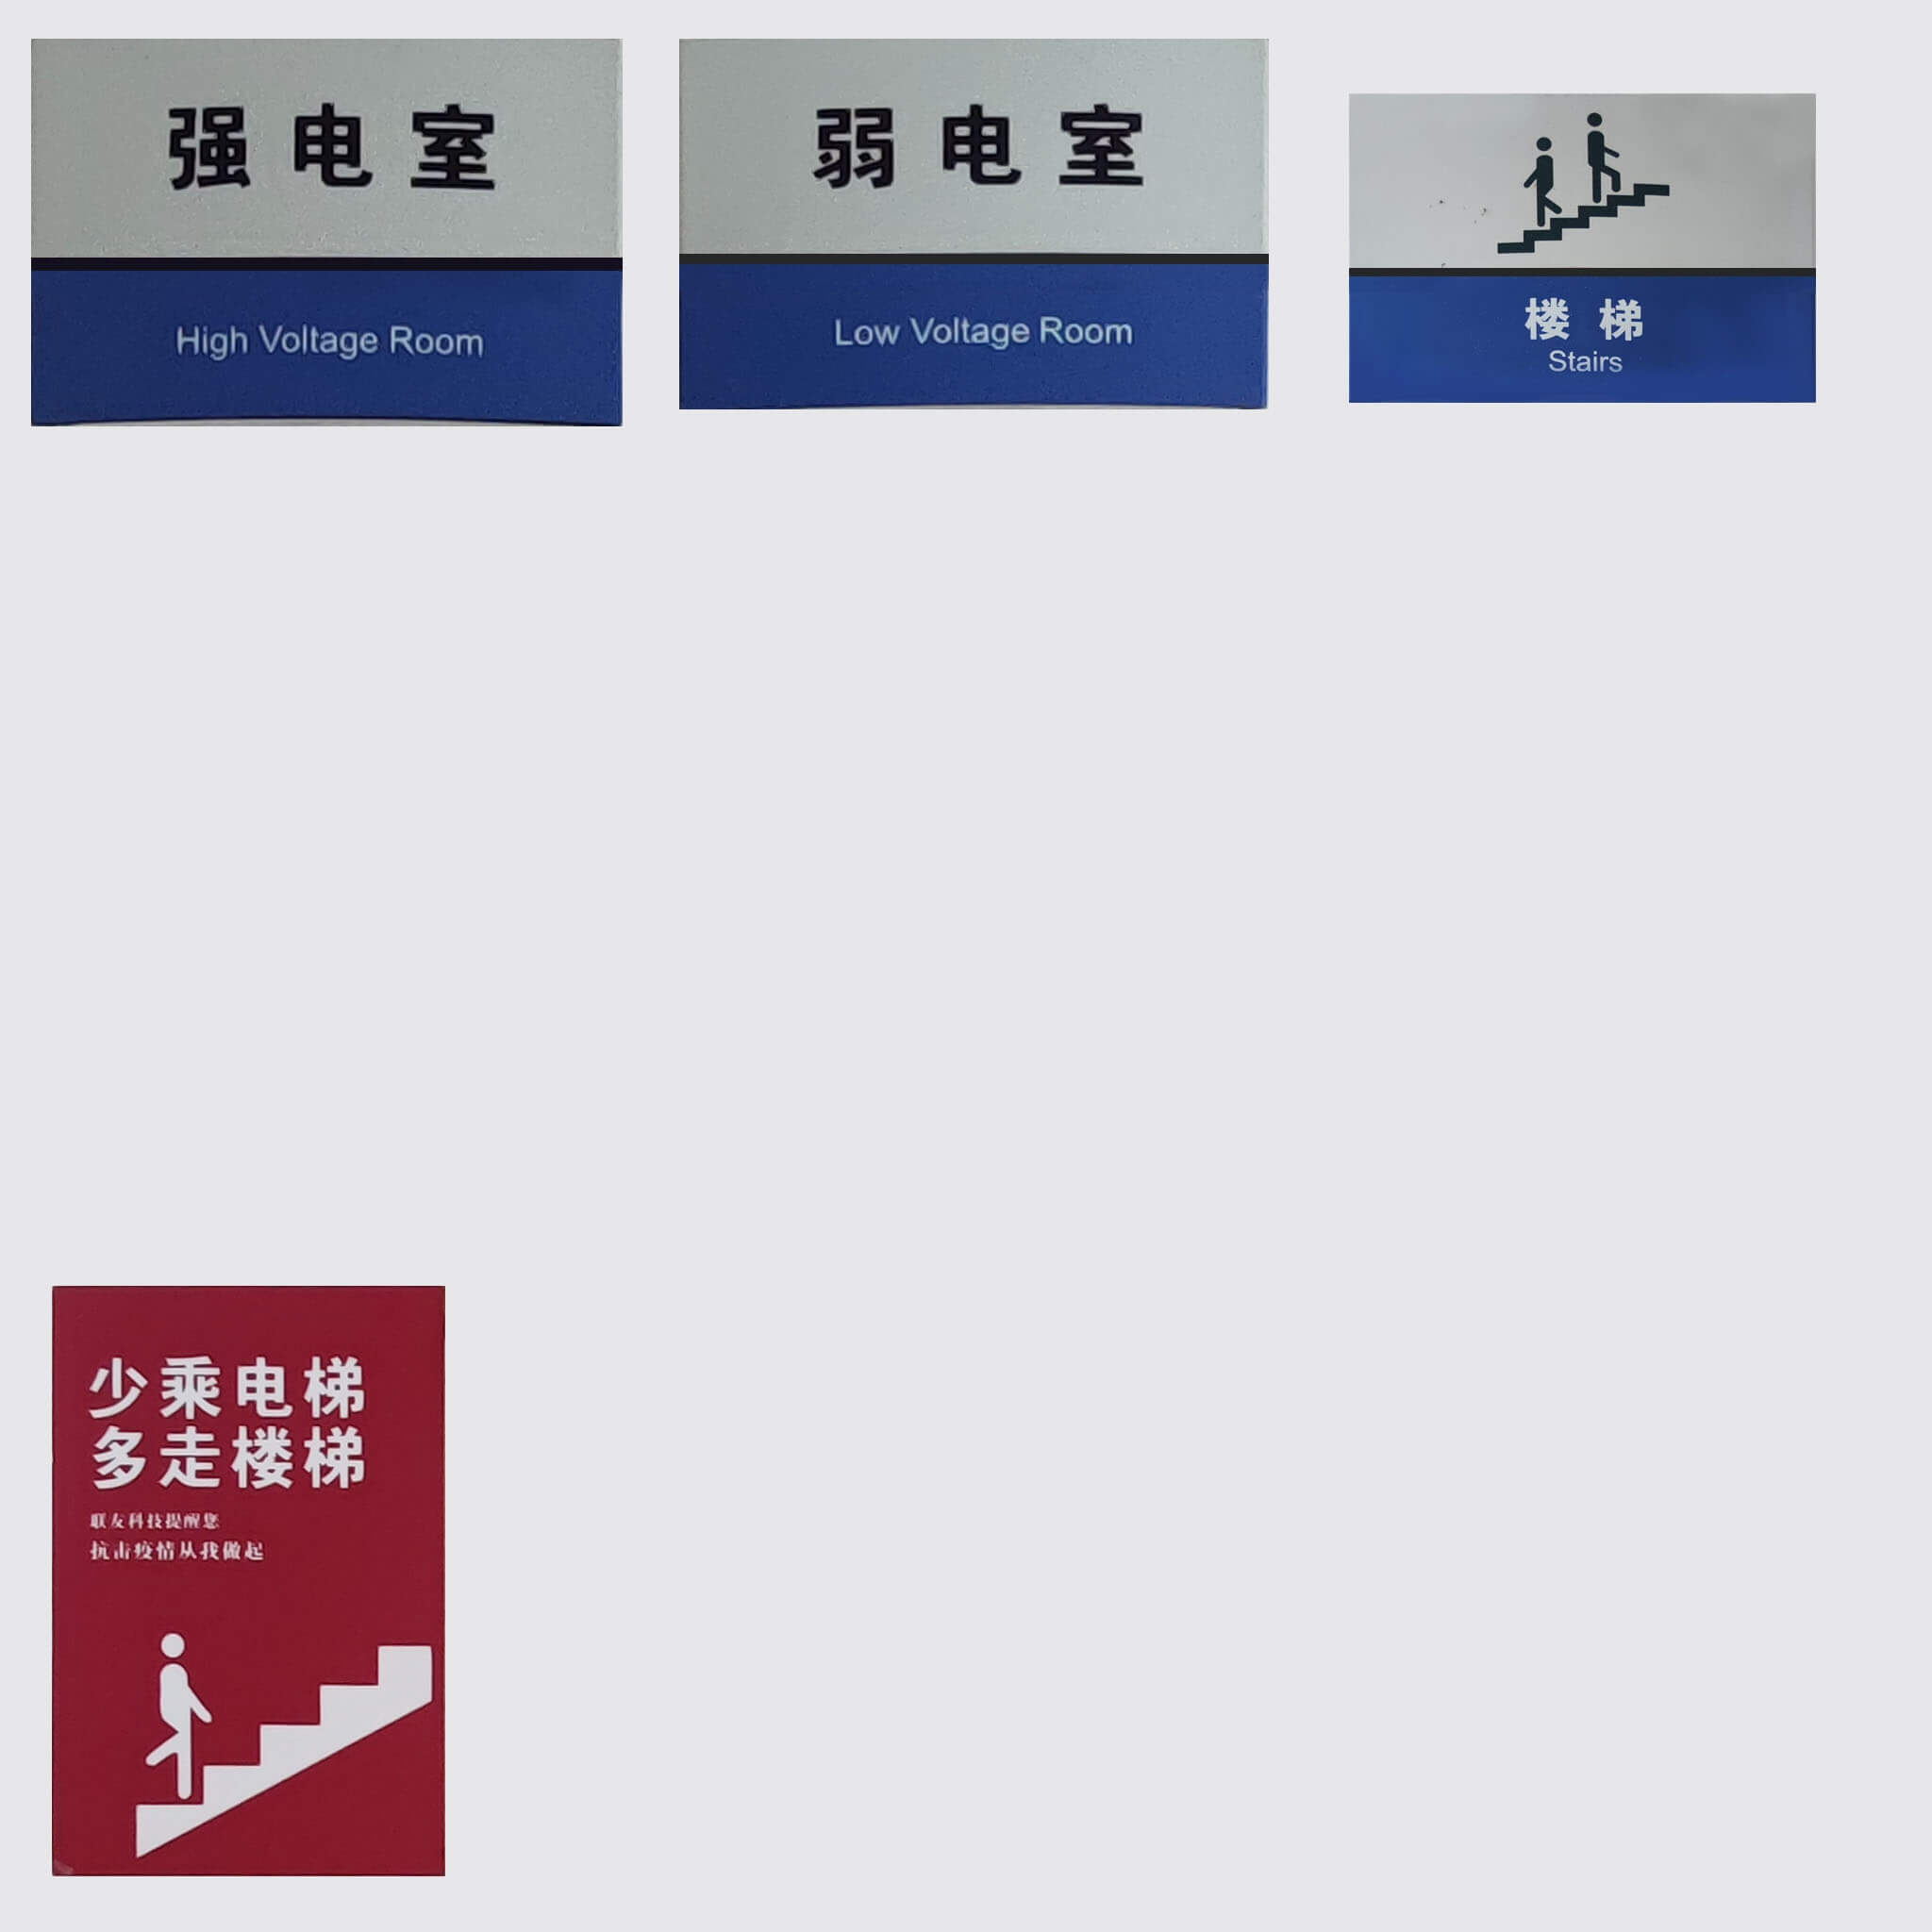 强电室
High Voltage Room
弱电室
Low Voltage Room
楼梯
Stairs
少乘电梯
多走楼梯
联友科技提醒您
抗击疫情从我做起